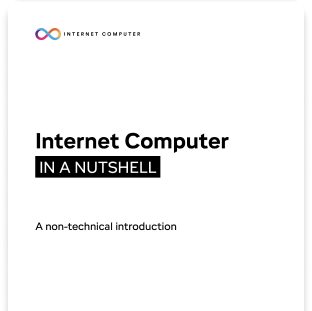 INTERNET COMPUTER
Internet Computer
IN A NUTSHELL
A non-technical introduction